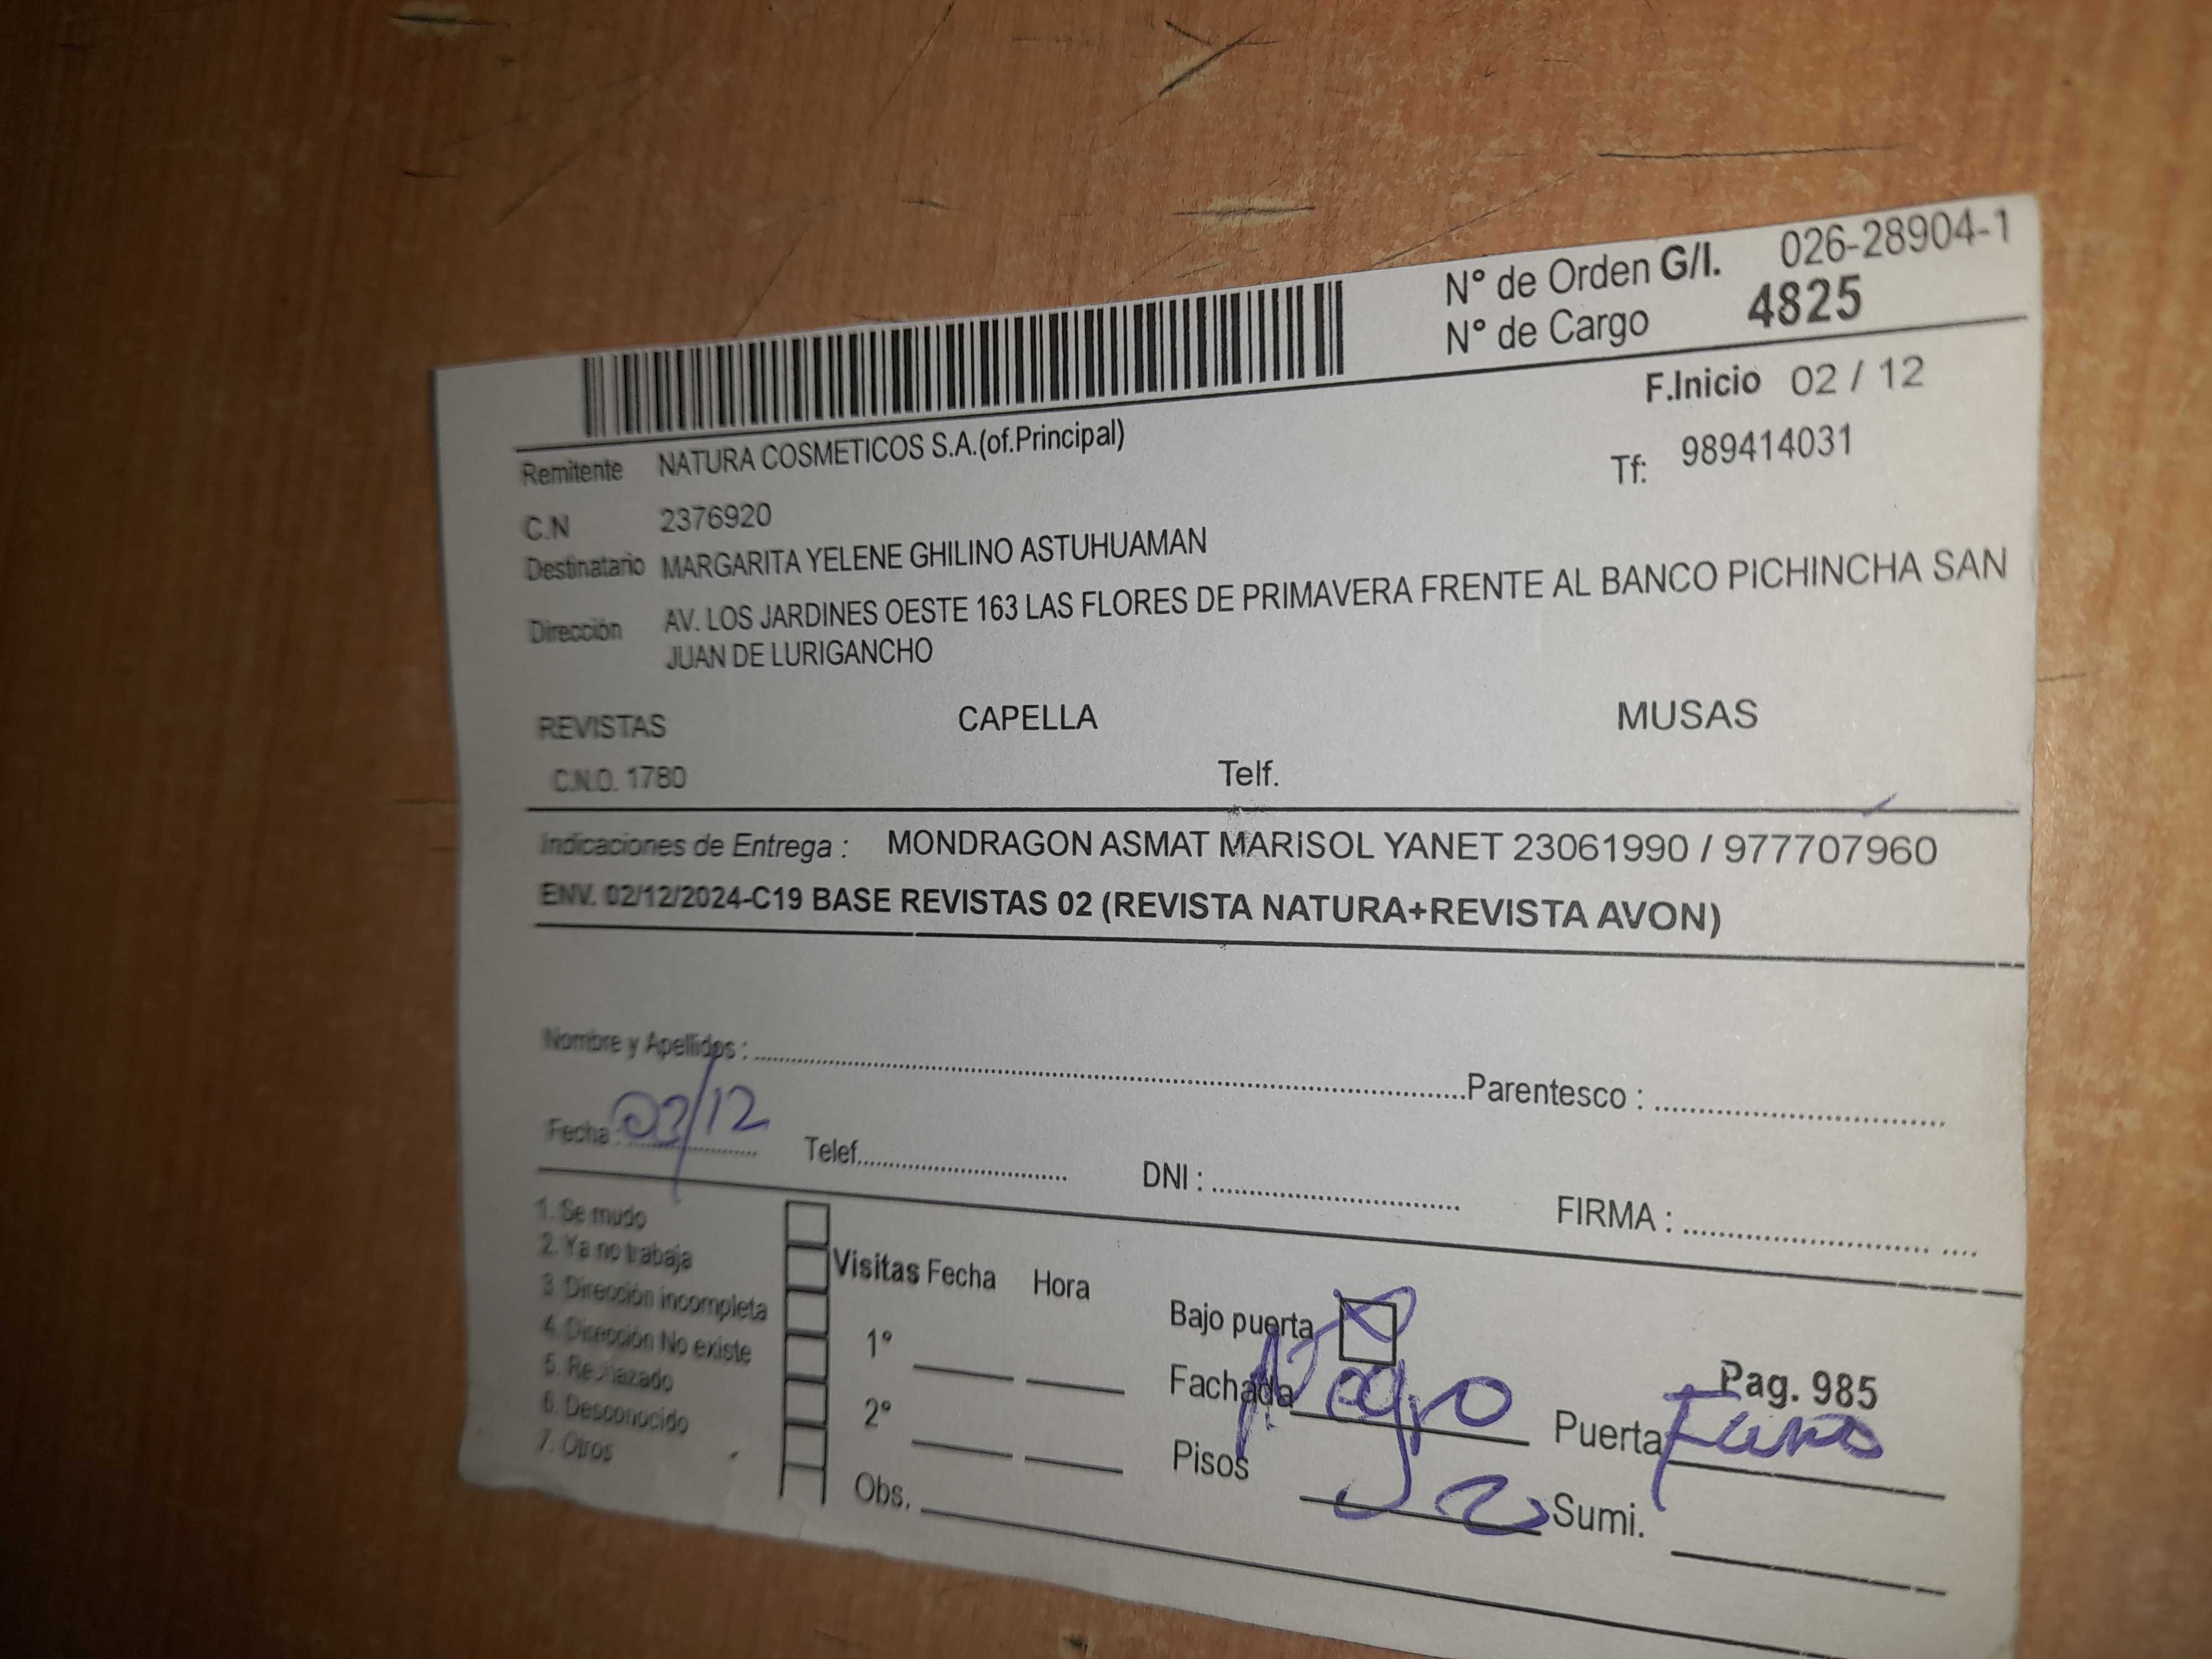 N° de Orden G/I. 026-28904-1
N° de Cargo 4825
F.Inicio 02 / 12
Remitente NATURA COSMETICOS S.A.(of.Principal)
Tf: 989414031
C.N 2376920
Destinatario MARGARITA YELENE GHILINO ASTUHUAMAN
Dirección AV. LOS JARDINES OESTE 163 LAS FLORES DE PRIMAVERA FRENTE AL BANCO PICHINCHA SAN
JUAN DE LURIGANCHO
REVISTAS CAPELLA MUSAS
C.N.O. 1780 Telf.
Indicaciones de Entrega : MONDRAGON ASMAT MARISOL YANET 23061990 / 977707960
ENV. 02/12/2024-C19 BASE REVISTAS 02 (REVISTA NATURA+REVISTA AVON)
Nombre y Apellidos : Parentesco :
Fecha : 03/12 Telef. DNI : FIRMA :
1. Se mudo
2. Ya no trabaja
3. Dirección incompleta
4. Dirección No existe
5. Rechazado
6. Desconocido
7. Otros
Visitas Fecha Hora
1°
2°
Obs.
Bajo puerta
Fachada Negro
Pisos 2
Pag. 985
Puerta
Sumi.